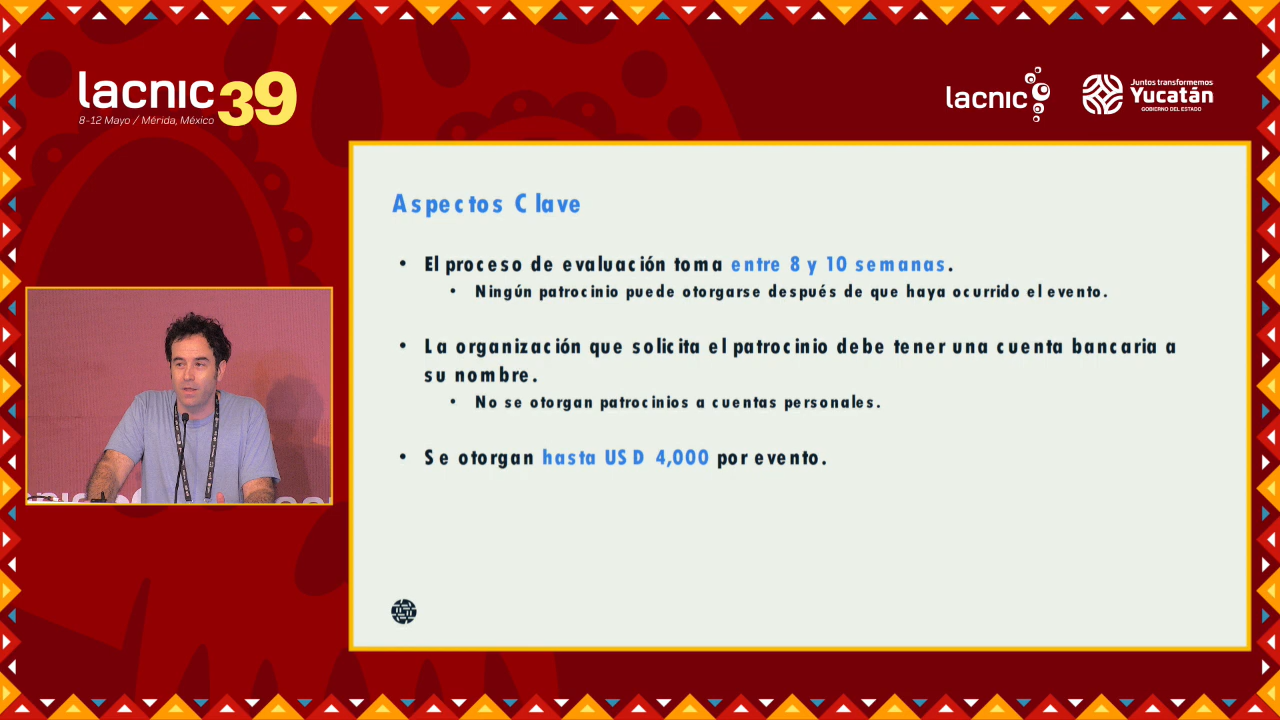 lacnic 39
8-12 Mayo / Mérida, México
lacnic
Juntos transformemos
Yucatán
GOBIERNO DEL ESTADO
Aspectos Clave
• El proceso de evaluación toma entre 8 y 10 semanas.
• Ningún patrocinio puede otorgarse después de que haya ocurrido el evento.
• La organización que solicita el patrocinio debe tener una cuenta bancaria a
su nombre.
• No se otorgan patrocinios a cuentas personales.
• Se otorgan hasta USD 4,000 por evento.